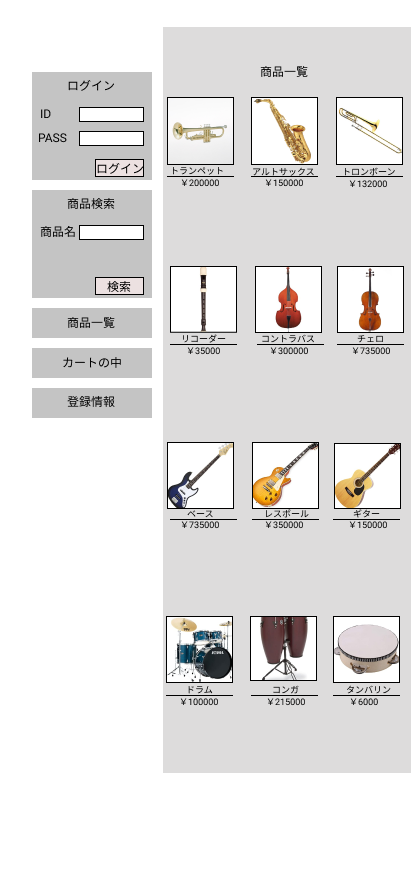 ログイン
ID
PASS
ログイン
商品検索
商品名
検索
商品一覧
カートの中
登録情報
商品一覧
トランペット アルトサックス トロンボーン
￥200000 ￥150000 ￥132000
リコーダー コントラバス チェロ
￥35000 ￥300000 ￥735000
ベース レスポール ギター
￥735000 ￥350000 ￥150000
ドラム コンガ タンバリン
￥100000 ￥215000 ￥6000